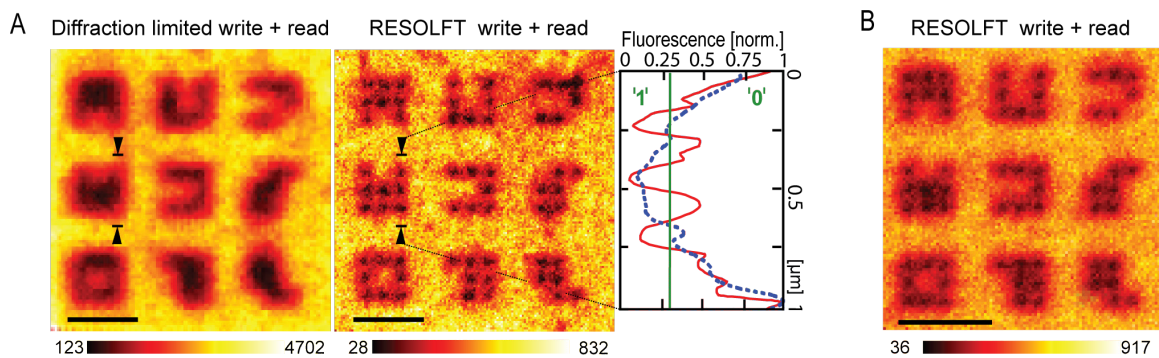 A
Diffraction limited write + read
RESOLFT write + read
Fluorescence [norm.]
0 0.25 0.5 0.75 1
'1' '0'
0
0.5
[µm]
1
123 4702
28 832
B
RESOLFT write + read
36 917